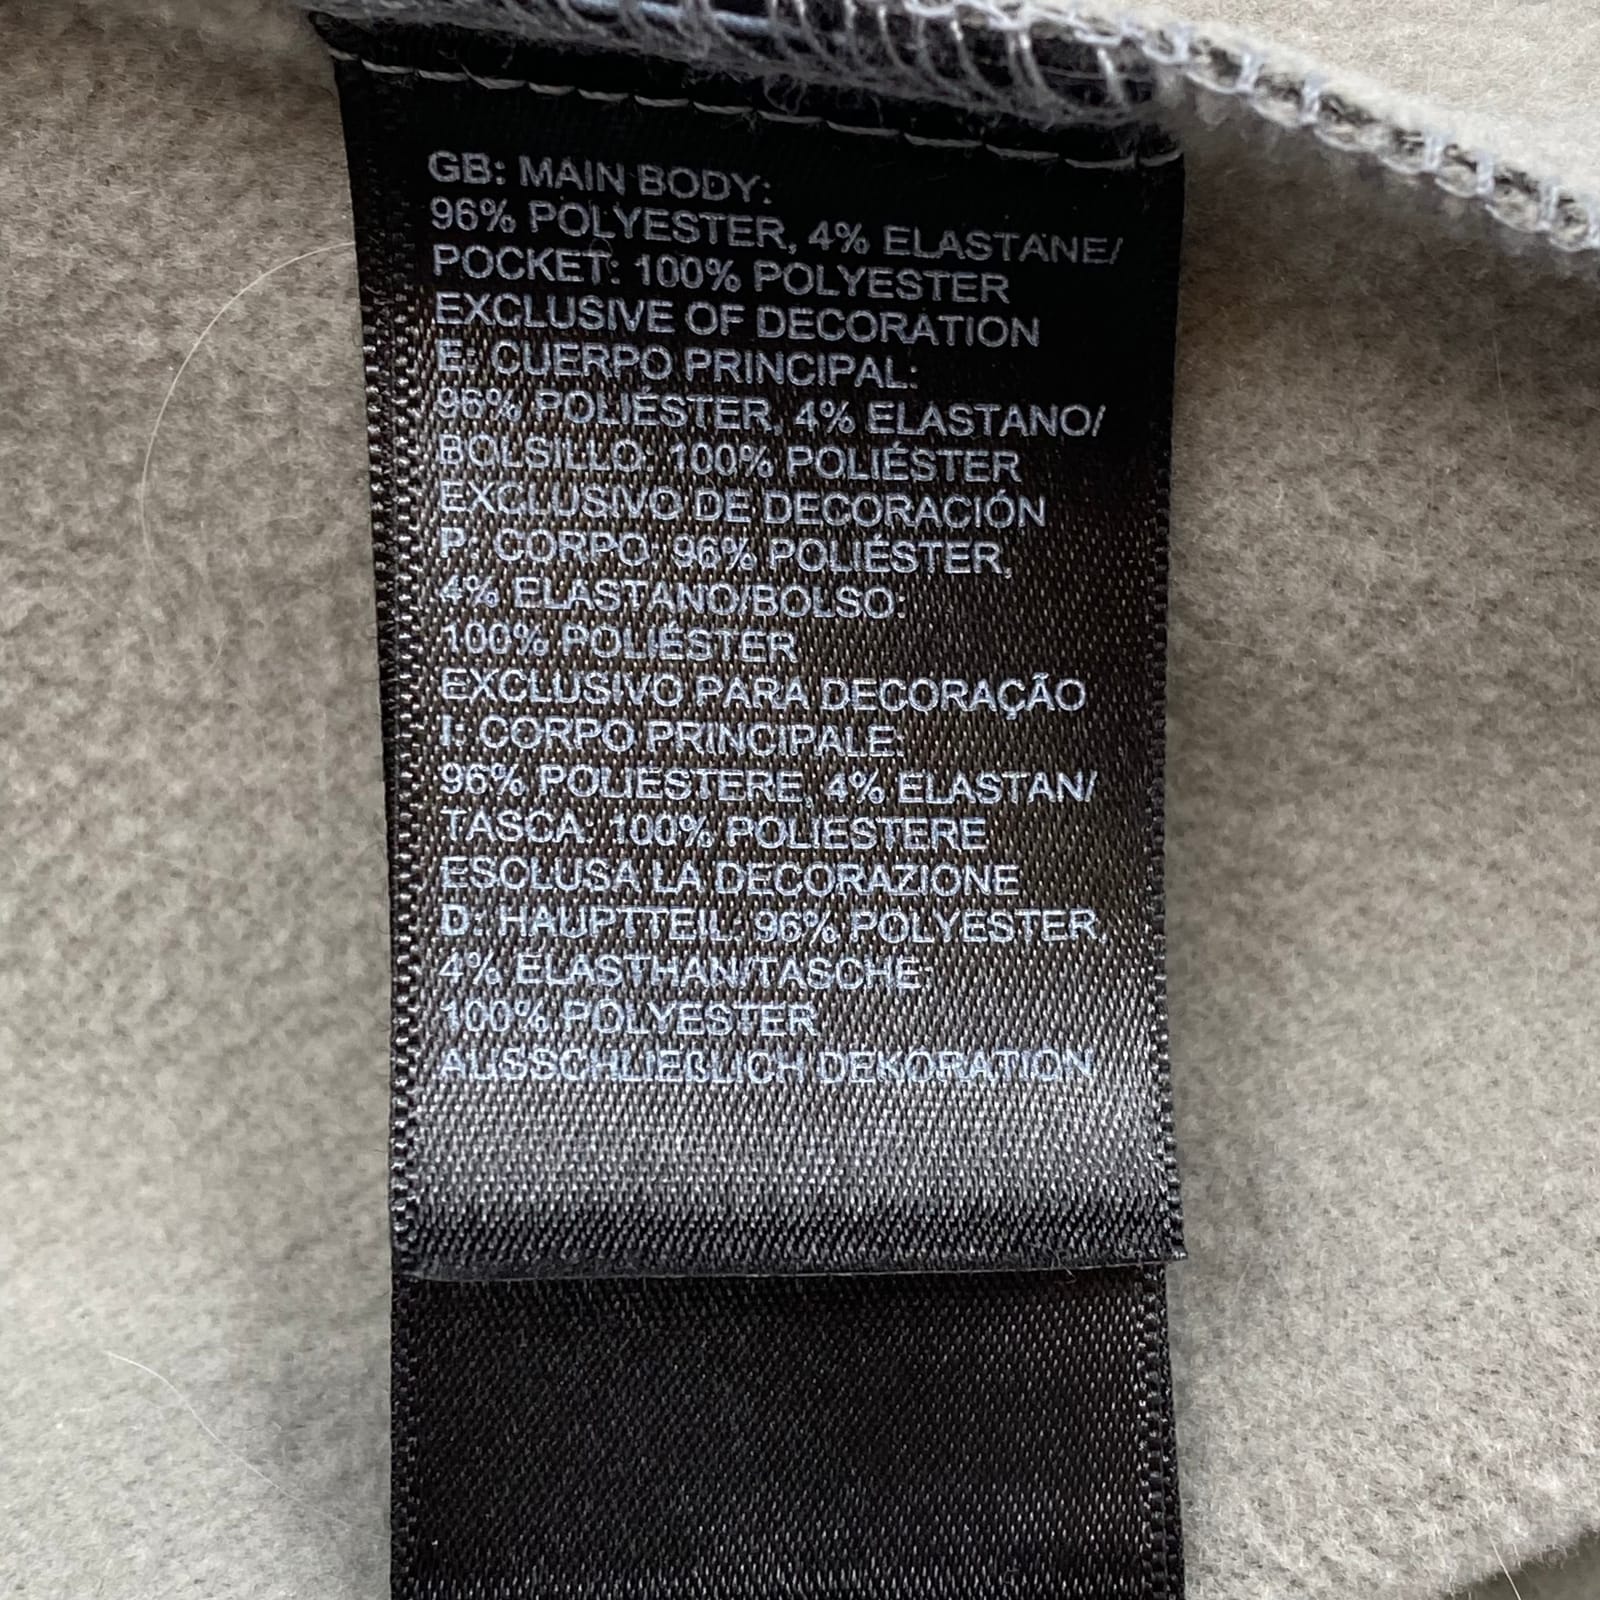 GB: MAIN BODY:
96% POLYESTER, 4% ELASTANE/
POCKET: 100% POLYESTER
EXCLUSIVE OF DECORATION
E: CUERPO PRINCIPAL:
96% POLIÉSTER, 4% ELASTANO/
BOLSILLO: 100% POLIÉSTER
EXCLUSIVO DE DECORACIÓN
P: CORPO: 96% POLIÉSTER,
4% ELASTANO/BOLSO:
100% POLIÉSTER
EXCLUSIVO PARA DECORAÇÃO
I: CORPO PRINCIPALE:
96% POLIESTERE, 4% ELASTAN/
TASCA: 100% POLIESTERE
ESCLUSA LA DECORAZIONE
D: HAUPTTEIL: 96% POLYESTER,
4% ELASTHAN/TASCHE:
100% POLYESTER
AUSSCHLIEßLICH DEKORATION